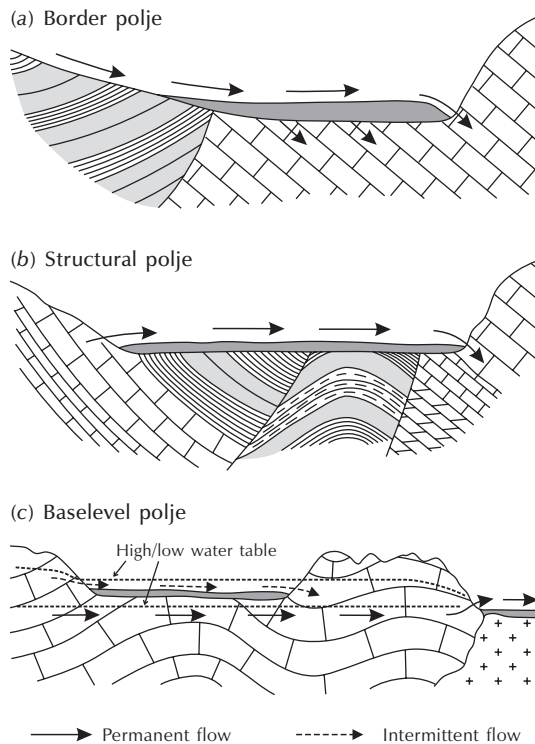 (a) Border polje
(b) Structural polje
(c) Baselevel polje
High/low water table
Permanent flow
Intermittent flow